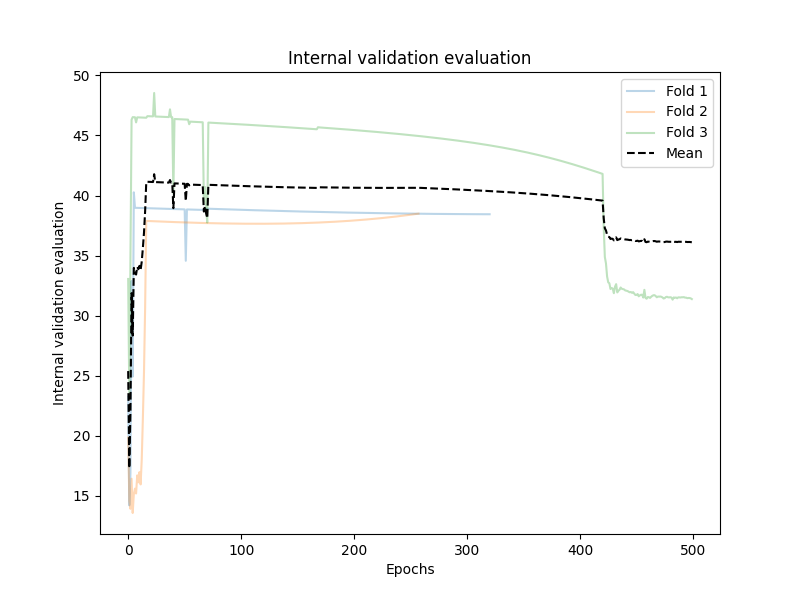 Internal validation evaluation
Internal validation evaluation
50
45
40
35
30
25
20
15
0
100
200
300
400
500
Epochs
Fold 1
Fold 2
Fold 3
Mean